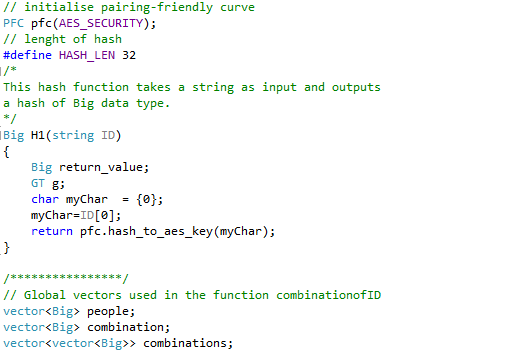 // initialise pairing-friendly curve
PFC pfc(AES_SECURITY);
// lenght of hash
#define HASH_LEN 32
/*
This hash function takes a string as input and outputs
a hash of Big data type.
*/
Big H1(string ID)
{
    Big return_value;
    GT g;
    char myChar  = {0};
    myChar=ID[0];
    return pfc.hash_to_aes_key(myChar);
}

/****************/
// Global vectors used in the function combinationofID
vector<Big> people;
vector<Big> combination;
vector<vector<Big>> combinations;